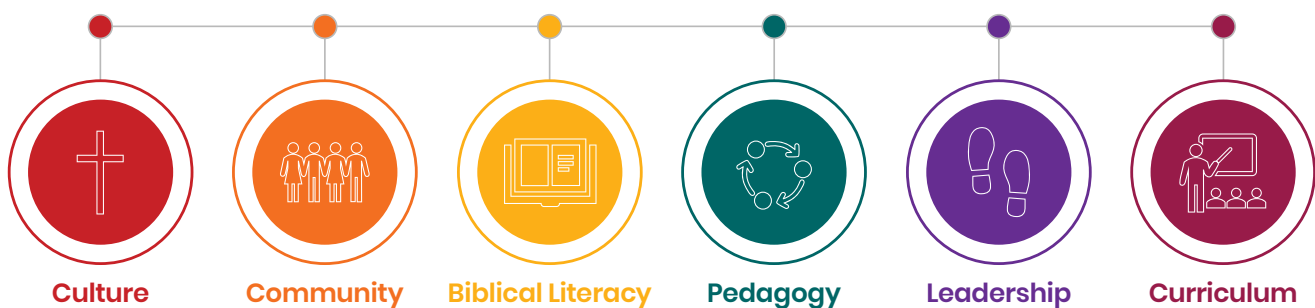 Culture
Community
Biblical Literacy
Pedagogy
Leadership
Curriculum